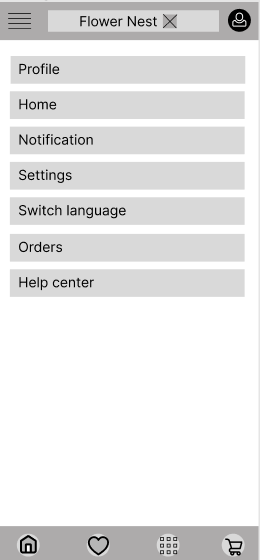 Flower Nest
Profile
Home
Notification
Settings
Switch language
Orders
Help center